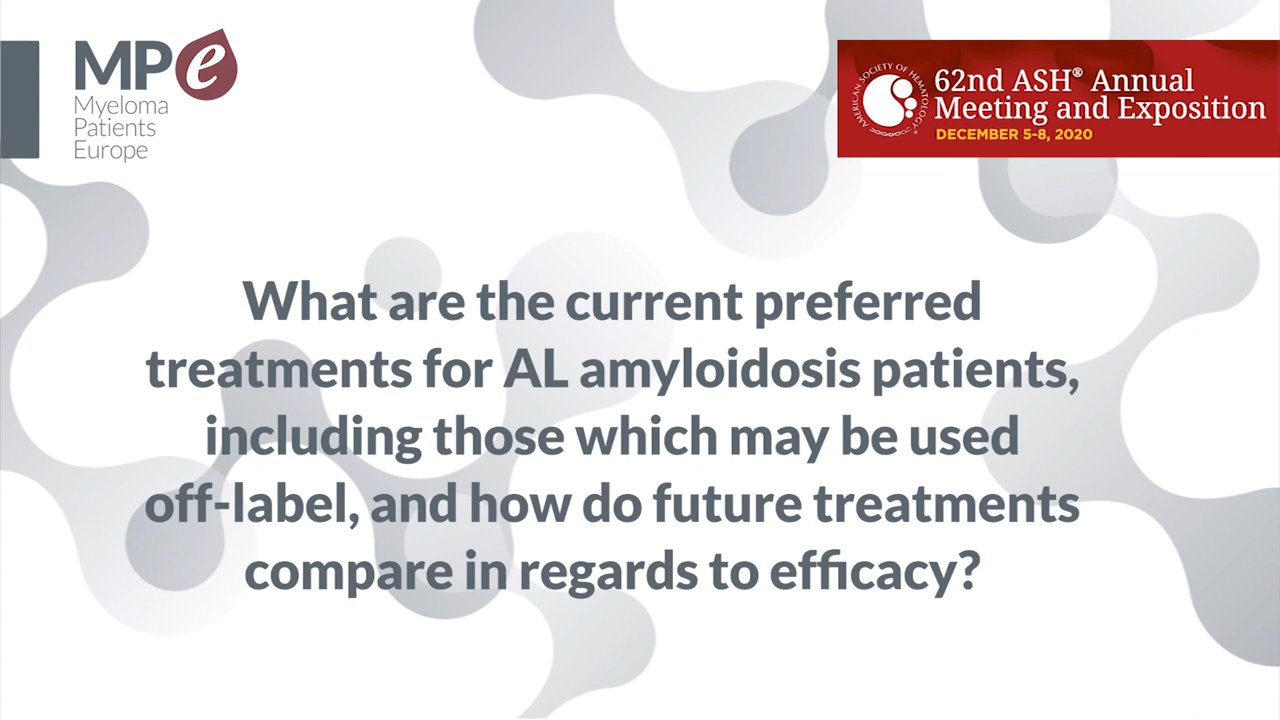 MPe
Myeloma
Patients
Europe
AMERICAN SOCIETY OF HEMATOLOGY®
62nd ASH® Annual
Meeting and Exposition
DECEMBER 5-8, 2020
What are the current preferred
treatments for AL amyloidosis patients,
including those which may be used
off-label, and how do future treatments
compare in regards to efficacy?